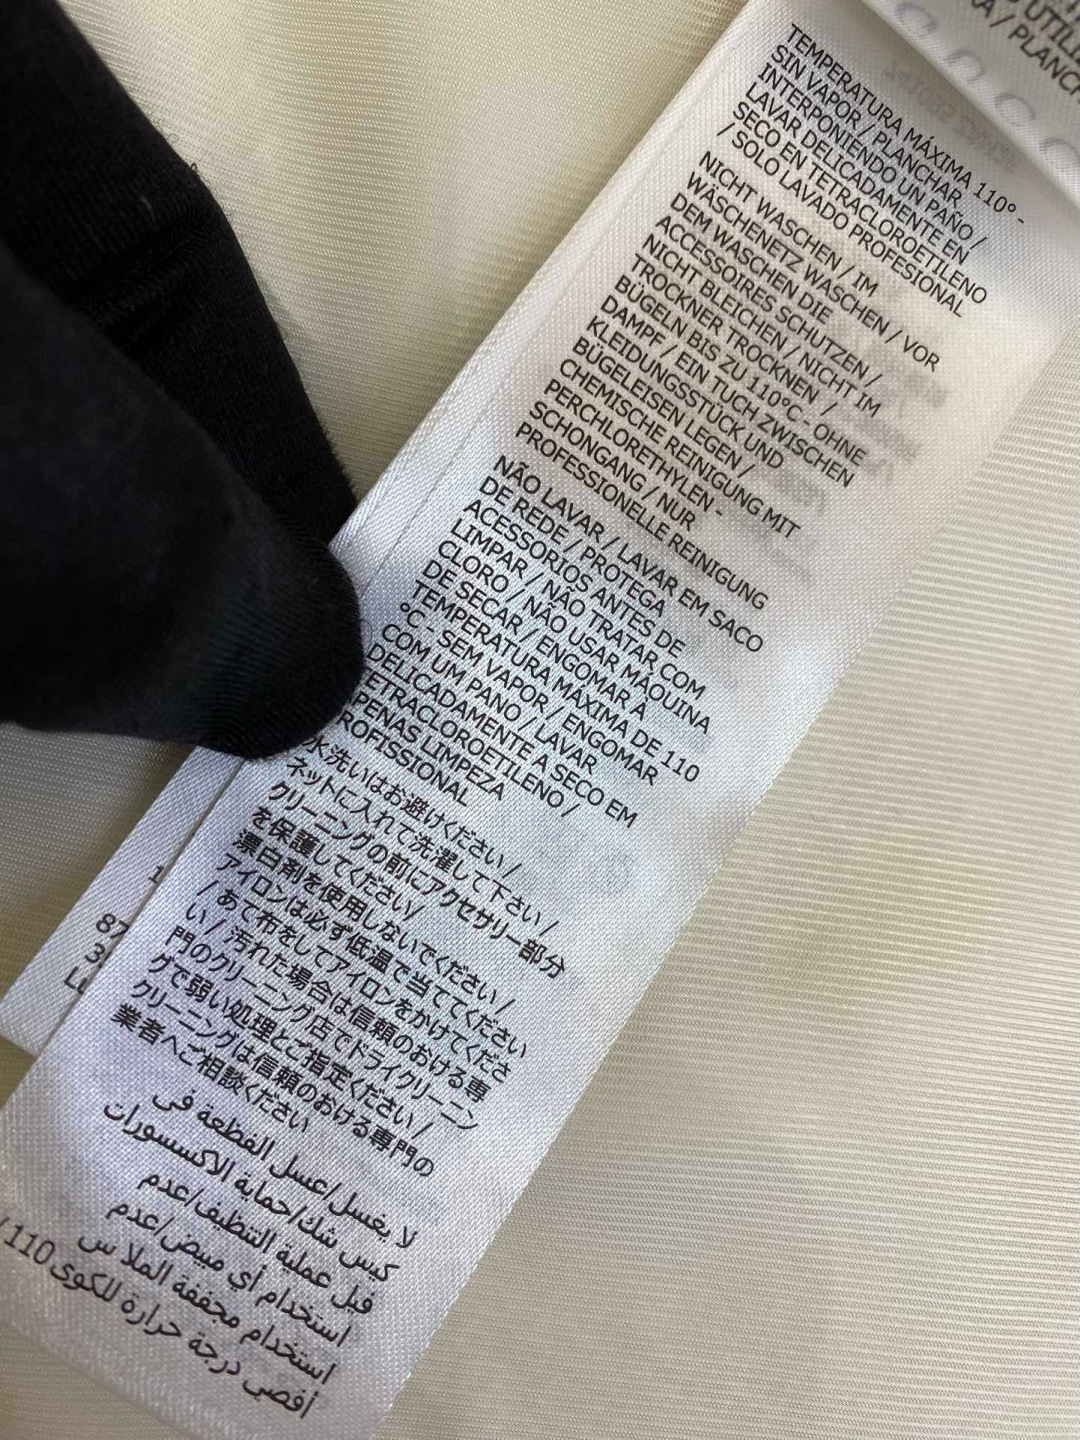 TEMPERATURA MÁXIMA 110° -
SIN VAPOR / PLANCHAR
INTERPONIENDO UN PAÑO /
LAVAR DELICADAMENTE EN
SECO EN TETRACLOROETILENO
/ SOLO LAVADO PROFESIONAL
NICHT WASCHEN / IM
WÄSCHENETZ WASCHEN / VOR
DEM WASCHEN DIE
ACCESSOIRES SCHUTZEN /
NICHT BLEICHEN / NICHT IM
TROCKNER TROCKNEN /
BÜGELN BIS ZU 110°C - OHNE
DAMPF / EIN TUCH ZWISCHEN
KLEIDUNGSSTÜCK UND
BÜGELEISEN LEGEN /
CHEMISCHE REINIGUNG MIT
PERCHLORETHYLEN -
SCHONGANG / NUR
PROFESSIONELLE REINIGUNG
NÃO LAVAR / LAVAR EM SACO
DE REDE / PROTEGA
ACESSORIOS ANTES DE
LIMPAR / NÃO TRATAR COM
CLORO / NÃO USAR MÁQUINA
DE SECAR / ENGOMAR À
TEMPERATURA MÁXIMA DE 110
°C - SEM VAPOR / ENGOMAR
COM UM PANO / LAVAR
DELICADAMENTE A SECO EM
TETRACLOROETILENO /
PENAS LIMPEZA
ROFISSIONAL
水洗いはお避けください /
ネットに入れて洗濯して下さい /
クリーニングの前にアクセサリー部分
を保護してください/
漂白剤を使用しないでください /
アイロンは必ず低温で当ててください
/ あて布をしてアイロンをかけてくださ
い / 汚れた場合は信頼のおける専
門のクリーニング店でドライクリーニン
グで弱い処理とご指定ください /
クリーニングは信頼のおける専門の
業者へご相談ください
لا يغسل/غسل القطعة في
كيس شك/حماية الاكسسورات
قبل عملية التنظيف/عدم
استخدام أي مبيض/عدم
استخدام مجففة الملا س
أقصي درجة حرارة للكوى 110 /
87